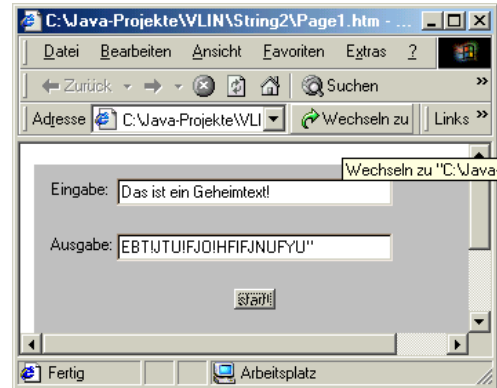 C:\Java-Projekte\VLIN\String2\Page1.htm - ...
Datei Bearbeiten Ansicht Favoriten Extras ?
Zurück Suchen »
Adresse C:\Java-Projekte\VLI Wechseln zu Links »
Wechseln zu "C:\Java-
Eingabe: Das ist ein Geheimtext!
Ausgabe: EBT!JTU!FJO!HFIFJNUFYU"
start!
Fertig Arbeitsplatz